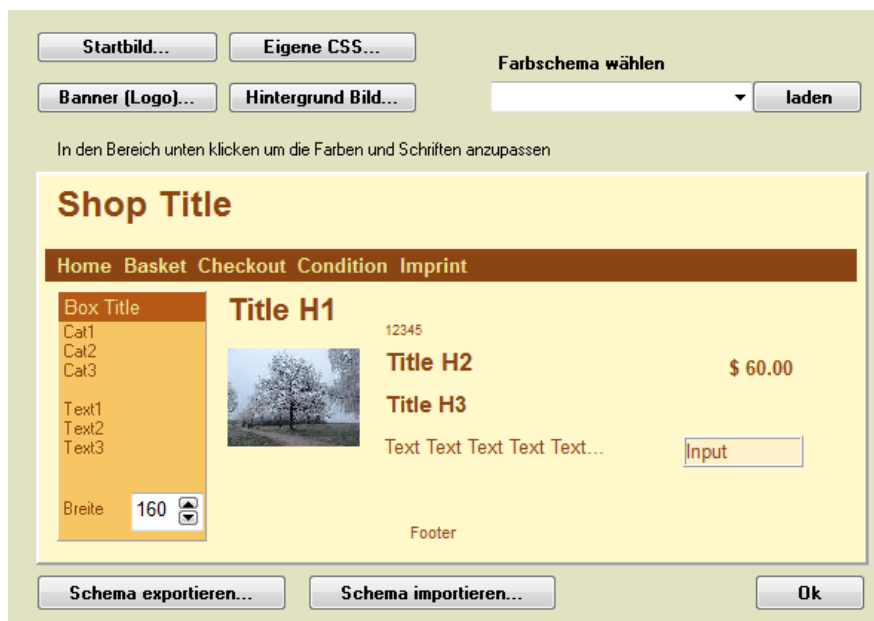 Startbild...
Eigene CSS...
Farbschema wählen
Banner (Logo)...
Hintergrund Bild...
laden
In den Bereich unten klicken um die Farben und Schriften anzupassen
Shop Title
Home Basket Checkout Condition Imprint
Box Title
Cat1
Cat2
Cat3
Text1
Text2
Text3
Breite 160
Title H1
12345
Title H2
$ 60.00
Title H3
Text Text Text Text Text...
Input
Footer
Schema exportieren...
Schema importieren...
Ok